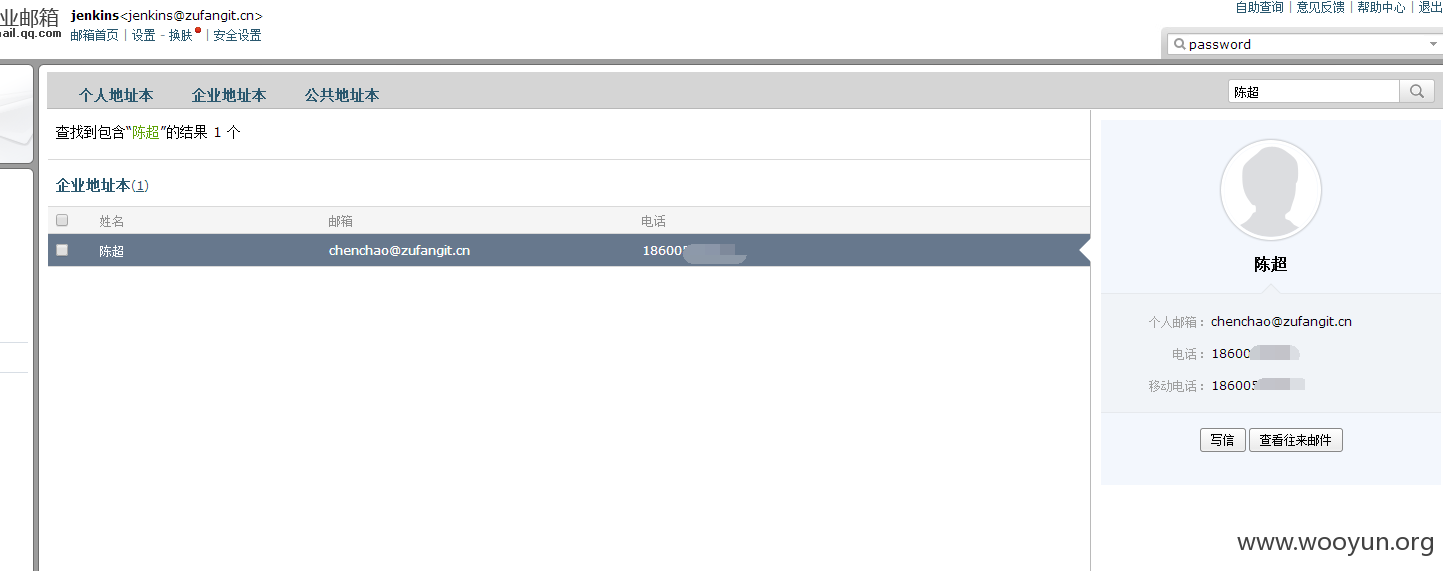 业邮箱 jenkins<jenkins@zufangit.cn>
自助查询 | 意见反馈 | 帮助中心 | 退出
ail.qq.com 邮箱首页 | 设置 - 换肤 | 安全设置
password
个人地址本 企业地址本 公共地址本 陈超
查找到包含“陈超”的结果 1 个
企业地址本(1)
姓名 邮箱 电话
陈超 chenchao@zufangit.cn 18600
陈超
个人邮箱： chenchao@zufangit.cn
电话： 18600
移动电话： 186005
写信 查看往来邮件
www.wooyun.org